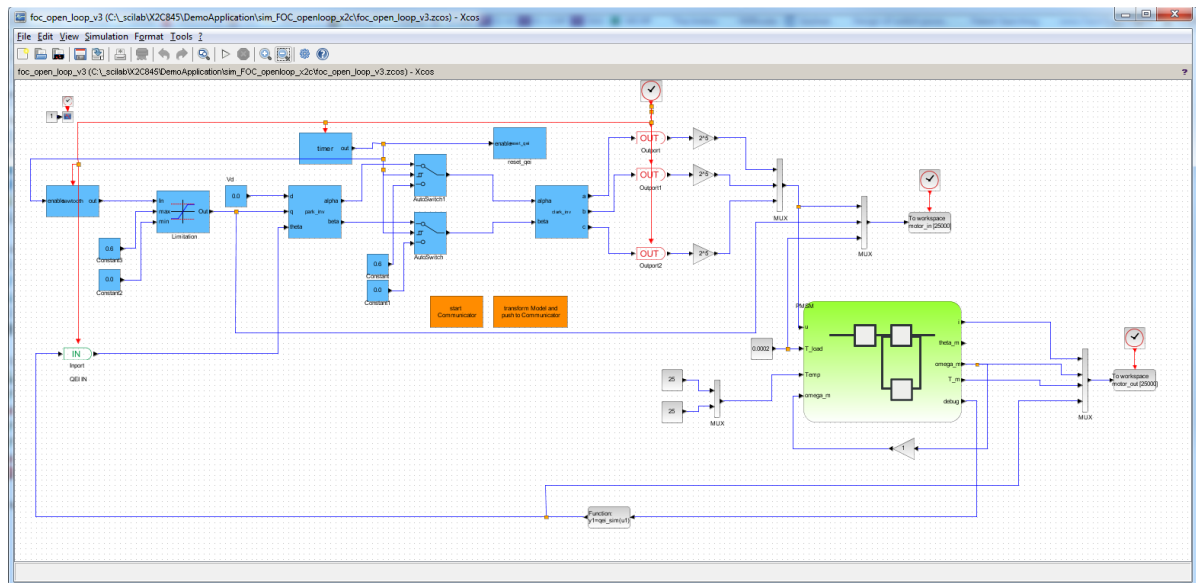 foc_open_loop_v3 (C:\_scilab\X2C845\DemoApplication\sim_FOC_openloop_x2c\foc_open_loop_v3.zcos) - Xcos
File Edit View Simulation Format Tools ?
foc_open_loop_v3 (C:\_scilab\X2C845\DemoApplication\sim_FOC_openloop_x2c\foc_open_loop_v3.zcos) - Xcos
?
1
timer out
enable
reset_qei
OUT
Outport
2*5
OUT
Outport1
2*5
OUT
Outport2
2*5
MUX
enable sawtooth out
In
max
min
Out
Limitation
Constant3
0.6
Constant2
0.0
Vd
0.0
d
q
theta
park_inv
alpha
beta
AutoSwitch1
AutoSwitch
0.6
Constant
0.0
Constant1
alpha
beta
a
b
c
MUX
To workspace
motor_in [25000]
start
Communicator
transform Model and
push to Communicator
IN
Inport
QEI IN
PMSM
u
T_load
Temp
omega_m
i
theta_m
omega_m
T_m
debug
0.0002
25
25
MUX
1
MUX
To workspace
motor_out [25000]
Function:
y1=qei_sim(u1)